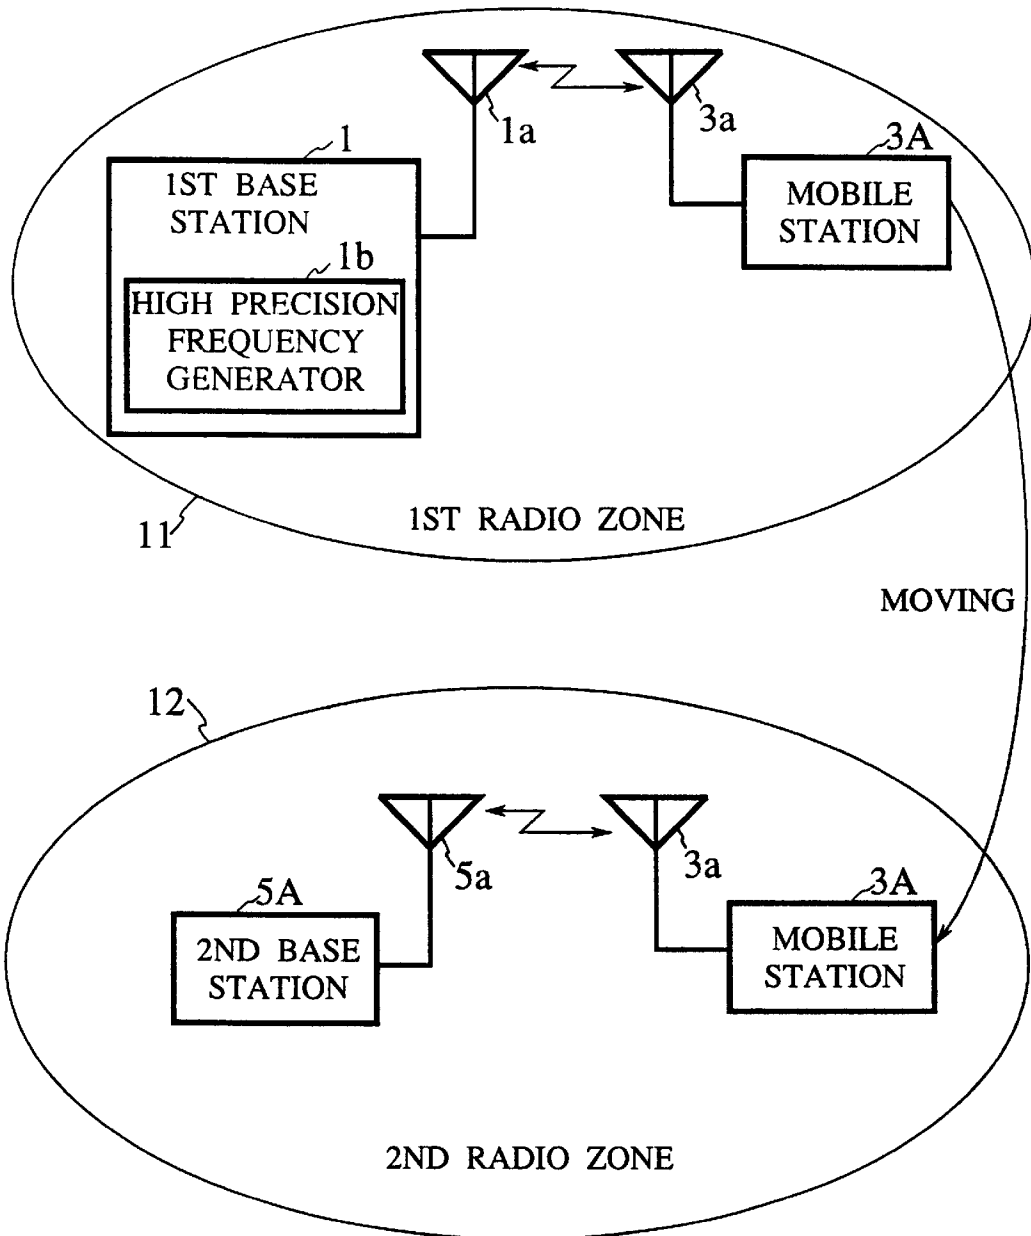 1a
3a
1
3A
1ST BASE
STATION
MOBILE
STATION
1b
HIGH PRECISION
FREQUENCY
GENERATOR
1ST RADIO ZONE
11
MOVING
12
5a
3a
5A
3A
2ND BASE
STATION
MOBILE
STATION
2ND RADIO ZONE